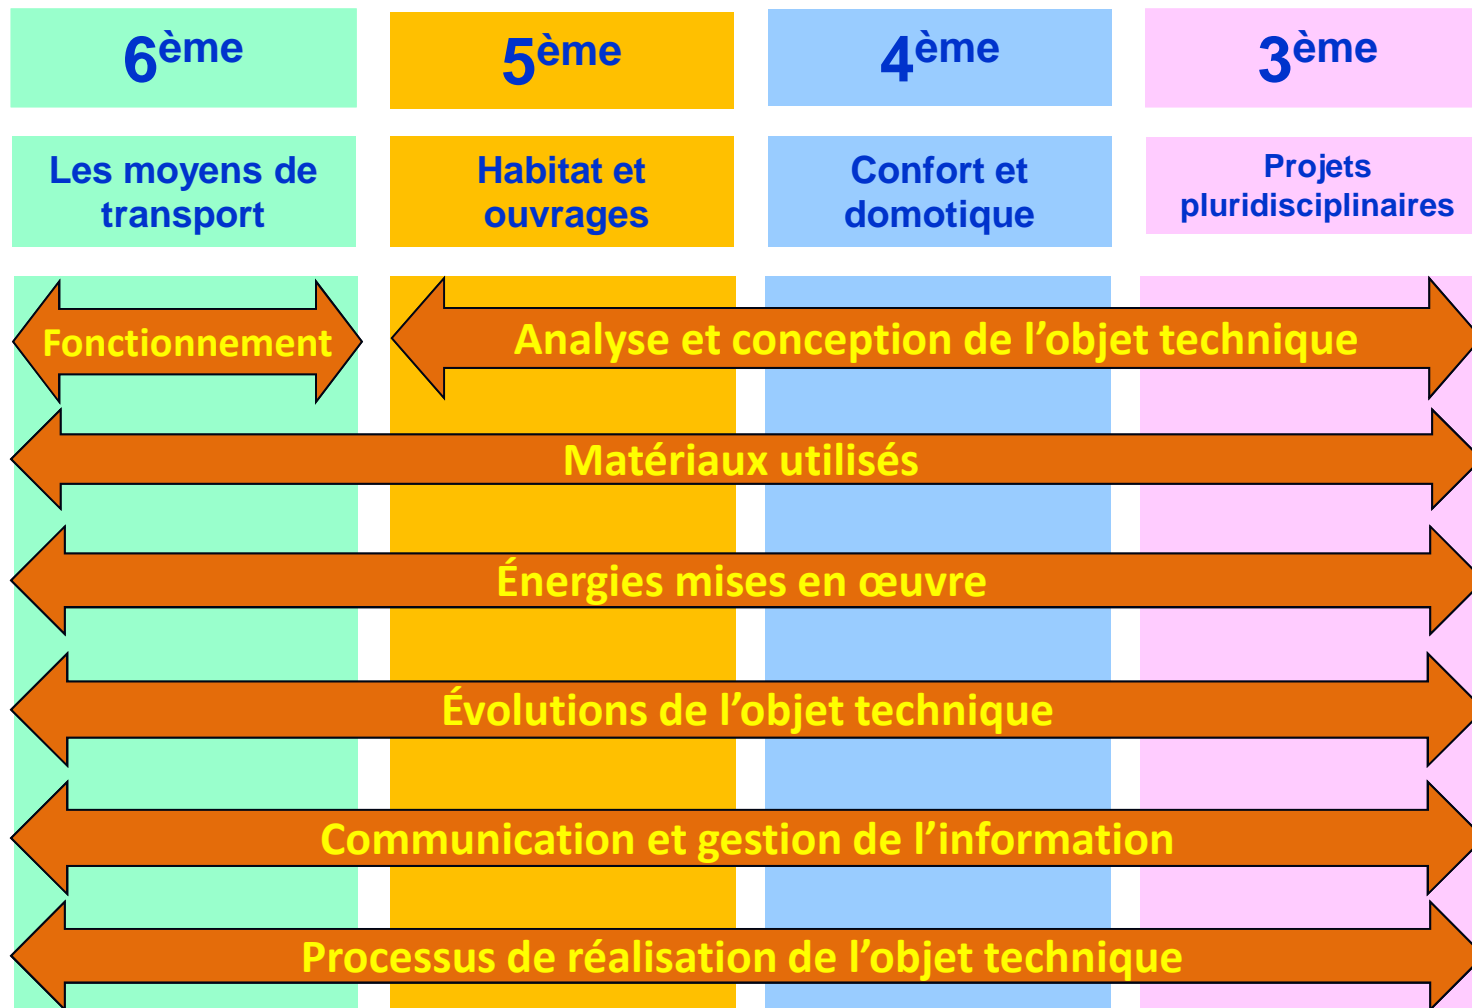 6ème
5ème
4ème
3ème
Les moyens de
transport
Habitat et
ouvrages
Confort et
domotique
Projets
pluridisciplinaires
Fonctionnement
Analyse et conception de l’objet technique
Matériaux utilisés
Énergies mises en œuvre
Évolutions de l’objet technique
Communication et gestion de l’information
Processus de réalisation de l’objet technique